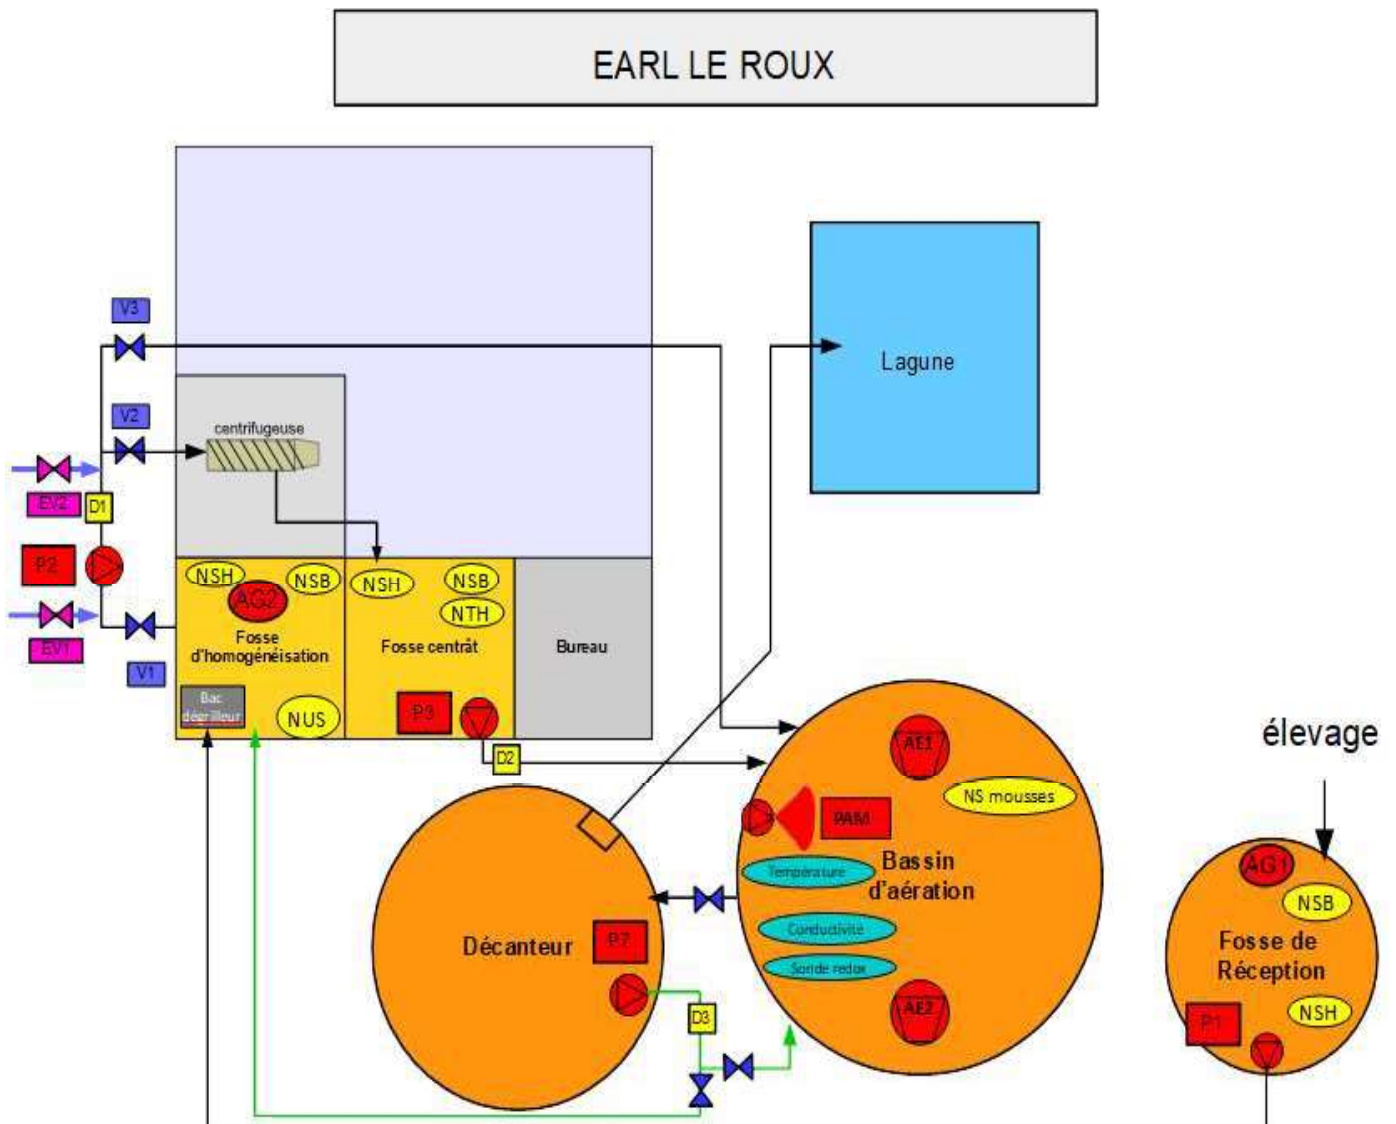 EARL LE ROUX
V3
Lagune
V2
centrifugeuse
EV2
D1
P2
NSH
NSB
NSH
NSB
AG2
NTH
Fosse
d'homogénéisation
Fosse centrât
Bureau
EV1
V1
Bac
dégrilleur
NUS
P3
D2
AE1
élevage
NS mousses
PAM
Température
Bassin
d'aération
AG1
NSB
Conductivité
Décanteur
P7
Sonde redox
Fosse de
Réception
AE2
NSH
P1
D3